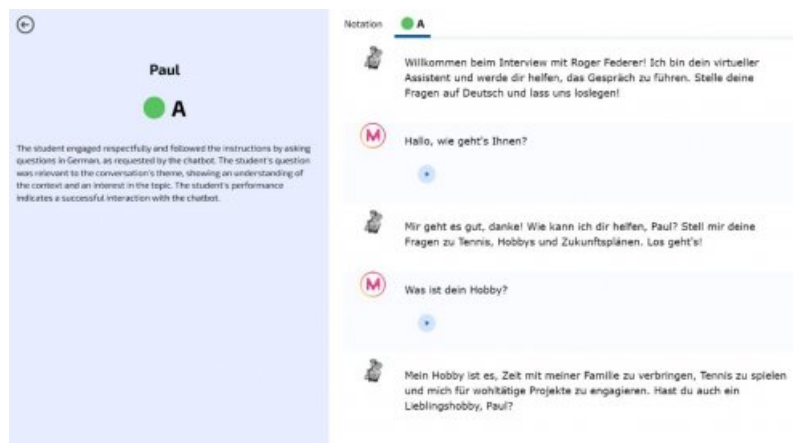 Paul
A
The student engaged respectfully and followed the instructions by asking
questions in German, as requested by the chatbot. The student's question
was relevant to the conversation's theme, showing an understanding of
the context and an interest in the topic. The student's performance
indicates a successful interaction with the chatbot.
Notation A
Willkommen beim Interview mit Roger Federer! Ich bin dein virtueller
Assistent und werde dir helfen, das Gespräch zu führen. Stelle deine
Fragen auf Deutsch und lass uns loslegen!
M
Hallo, wie geht's Ihnen?
Mir geht es gut, danke! Wie kann ich dir helfen, Paul? Stell mir deine
Fragen zu Tennis, Hobbys und Zukunftsplänen. Los geht's!
M
Was ist dein Hobby?
Mein Hobby ist es, Zeit mit meiner Familie zu verbringen, Tennis zu spielen
und mich für wohltätige Projekte zu engagieren. Hast du auch ein
Lieblingshobby, Paul?